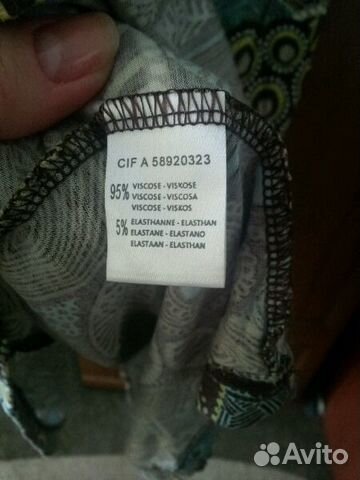 CIF A 58920323
95% VISCOSE - VISKOSE
VISCOSE - VISCOSA
VISCOSE - VISKOS
5% ELASTHANNE - ELASTHAN
ELASTANE - ELASTANO
ELASTAAN - ELASTHAN
Avito